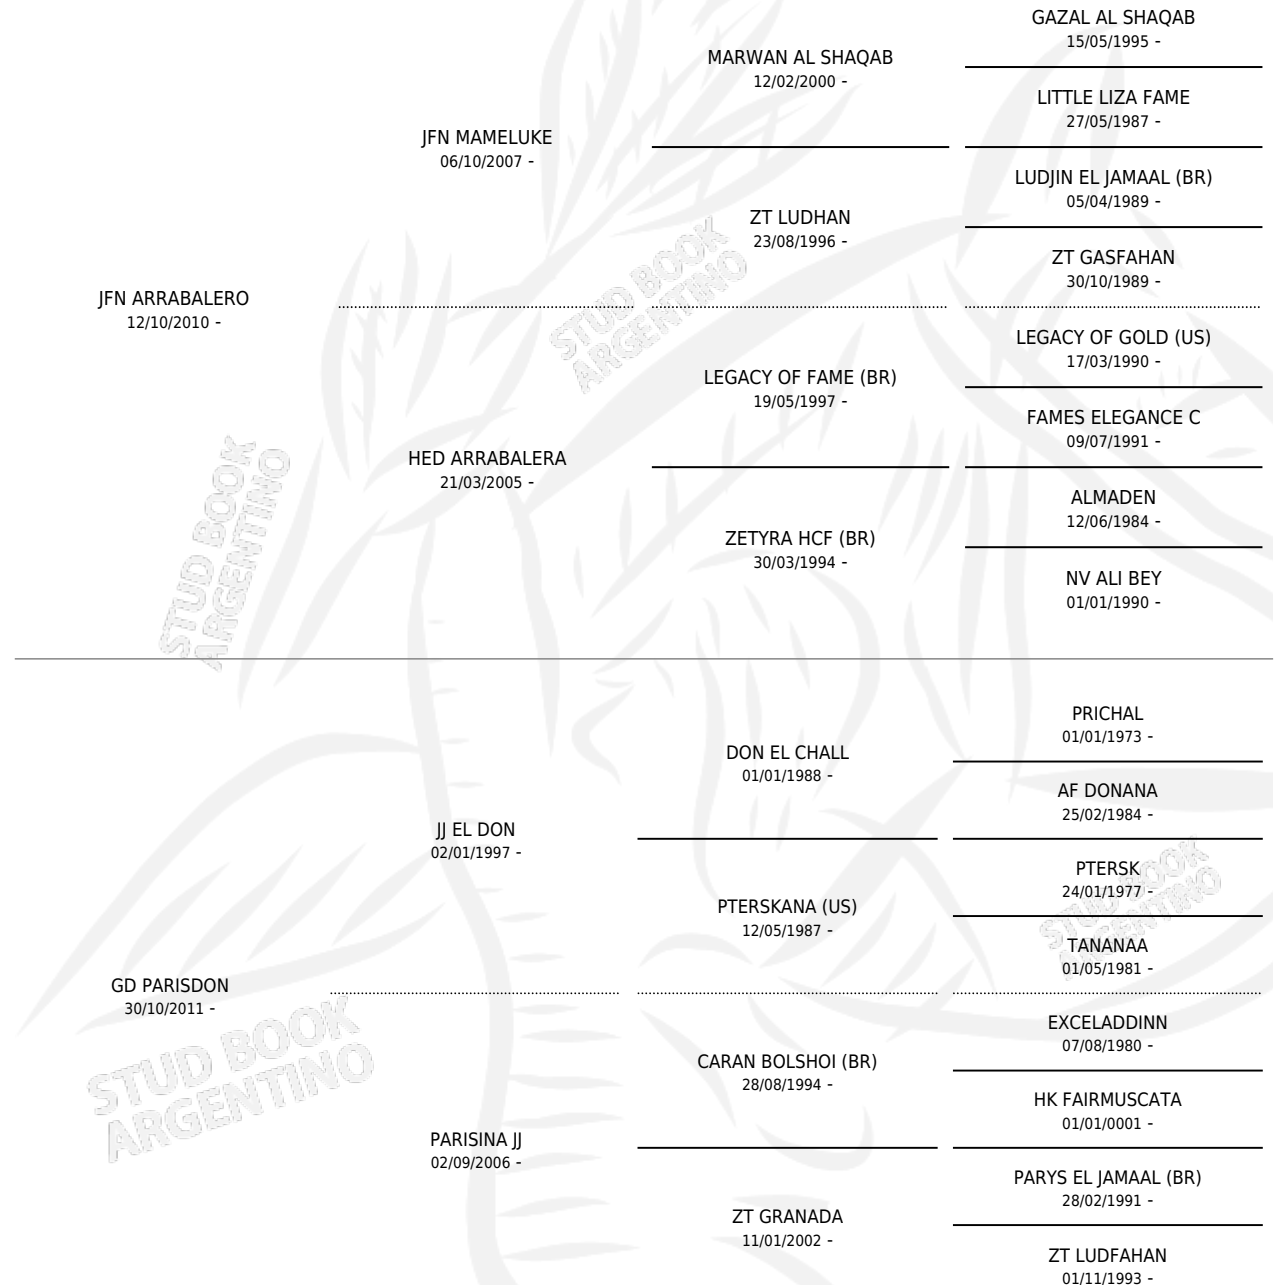 GAZAL AL SHAQAB
15/05/1995 -
MARWAN AL SHAQAB
12/02/2000 -
LITTLE LIZA FAME
27/05/1987 -
JFN MAMELUKE
06/10/2007 -
LUDJIN EL JAMAAL (BR)
05/04/1989 -
ZT LUDHAN
23/08/1996 -
ZT GASFAHAN
30/10/1989 -
JFN ARRABALERO
12/10/2010 -
LEGACY OF GOLD (US)
17/03/1990 -
LEGACY OF FAME (BR)
19/05/1997 -
FAMES ELEGANCE C
09/07/1991 -
HED ARRABALERA
21/03/2005 -
ALMADEN
12/06/1984 -
ZETYRA HCF (BR)
30/03/1994 -
NV ALI BEY
01/01/1990 -
PRICHAL
01/01/1973 -
DON EL CHALL
01/01/1988 -
AF DONANA
25/02/1984 -
JJ EL DON
02/01/1997 -
PTERSK
24/01/1977 -
PTERSKANA (US)
12/05/1987 -
TANANAA
01/05/1981 -
GD PARISDON
30/10/2011 -
EXCELADDINN
07/08/1980 -
CARAN BOLSHOI (BR)
28/08/1994 -
HK FAIRMUSCATA
01/01/0001 -
PARISINA JJ
02/09/2006 -
PARYS EL JAMAAL (BR)
28/02/1991 -
ZT GRANADA
11/01/2002 -
ZT LUDFAHAN
01/11/1993 -
STUD BOOK
ARGENTINO
STUD BOOK
ARGENTINO
STUD BOOK
ARGENTINO
STUD BOOK
ARGENTINO